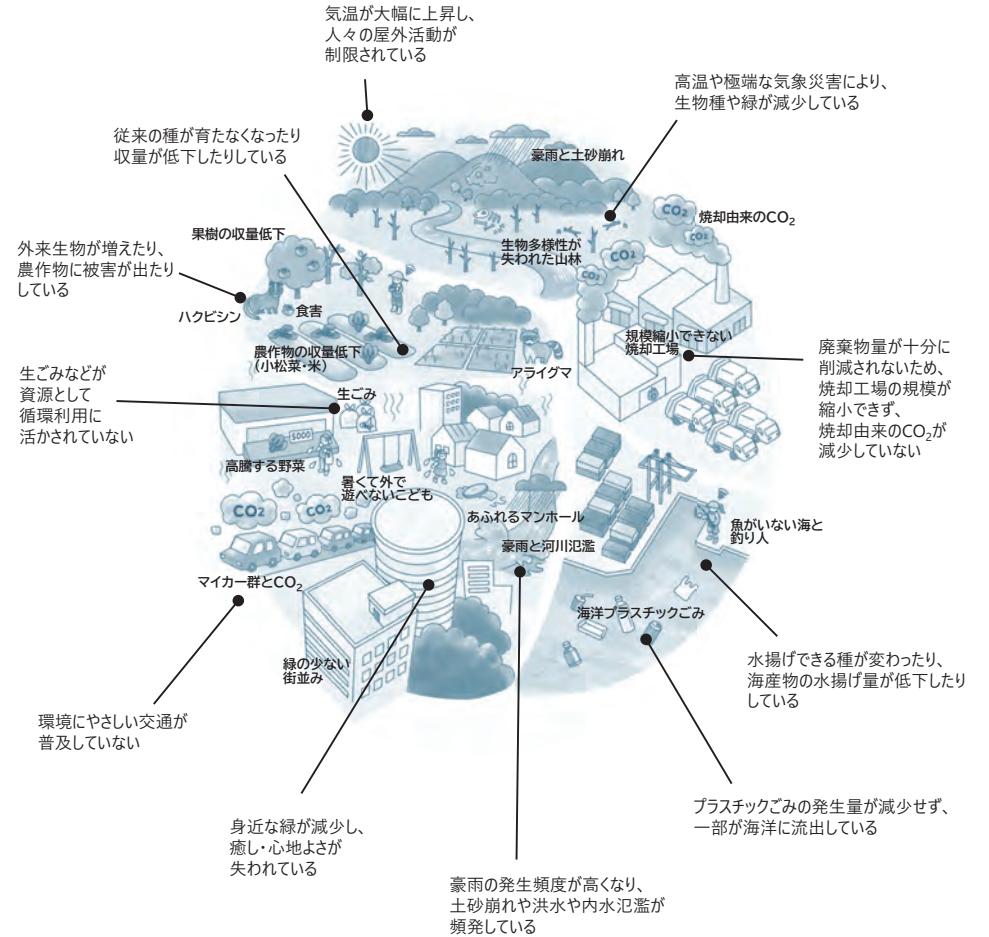 気温が大幅に上昇し、
人々の屋外活動が
制限されている
高温や極端な気象災害により、
生物種や緑が減少している
従来の種が育たなくなったり
収量が低下したりしている
豪雨と土砂崩れ
CO2
焼却由来のCO2
CO2
果樹の収量低下
生物多様性が
失われた山林
CO2
CO2
外来生物が増えたり、
農作物に被害が出たり
している
ハクビシン
食害
農作物の収量低下
（小松菜・米）
アライグマ
規模縮小できない
焼却工場
廃棄物量が十分に
削減されないため、
焼却工場の規模が
縮小できず、
焼却由来のCO2が
減少していない
生ごみなどが
資源として
循環利用に
活かされていない
生ごみ
5000
高騰する野菜
暑くて外で
遊べないこども
CO2
CO2
あふれるマンホール
豪雨と河川氾濫
魚がいない海と
釣り人
マイカー群とCO2
海洋プラスチックごみ
緑の少ない
街並み
水揚げできる種が変わったり、
海産物の水揚げ量が低下したり
している
環境にやさしい交通が
普及していない
プラスチックごみの発生量が減少せず、
一部が海洋に流出している
身近な緑が減少し、
癒し・心地よさが
失われている
豪雨の発生頻度が高くなり、
土砂崩れや洪水や内水氾濫が
頻発している